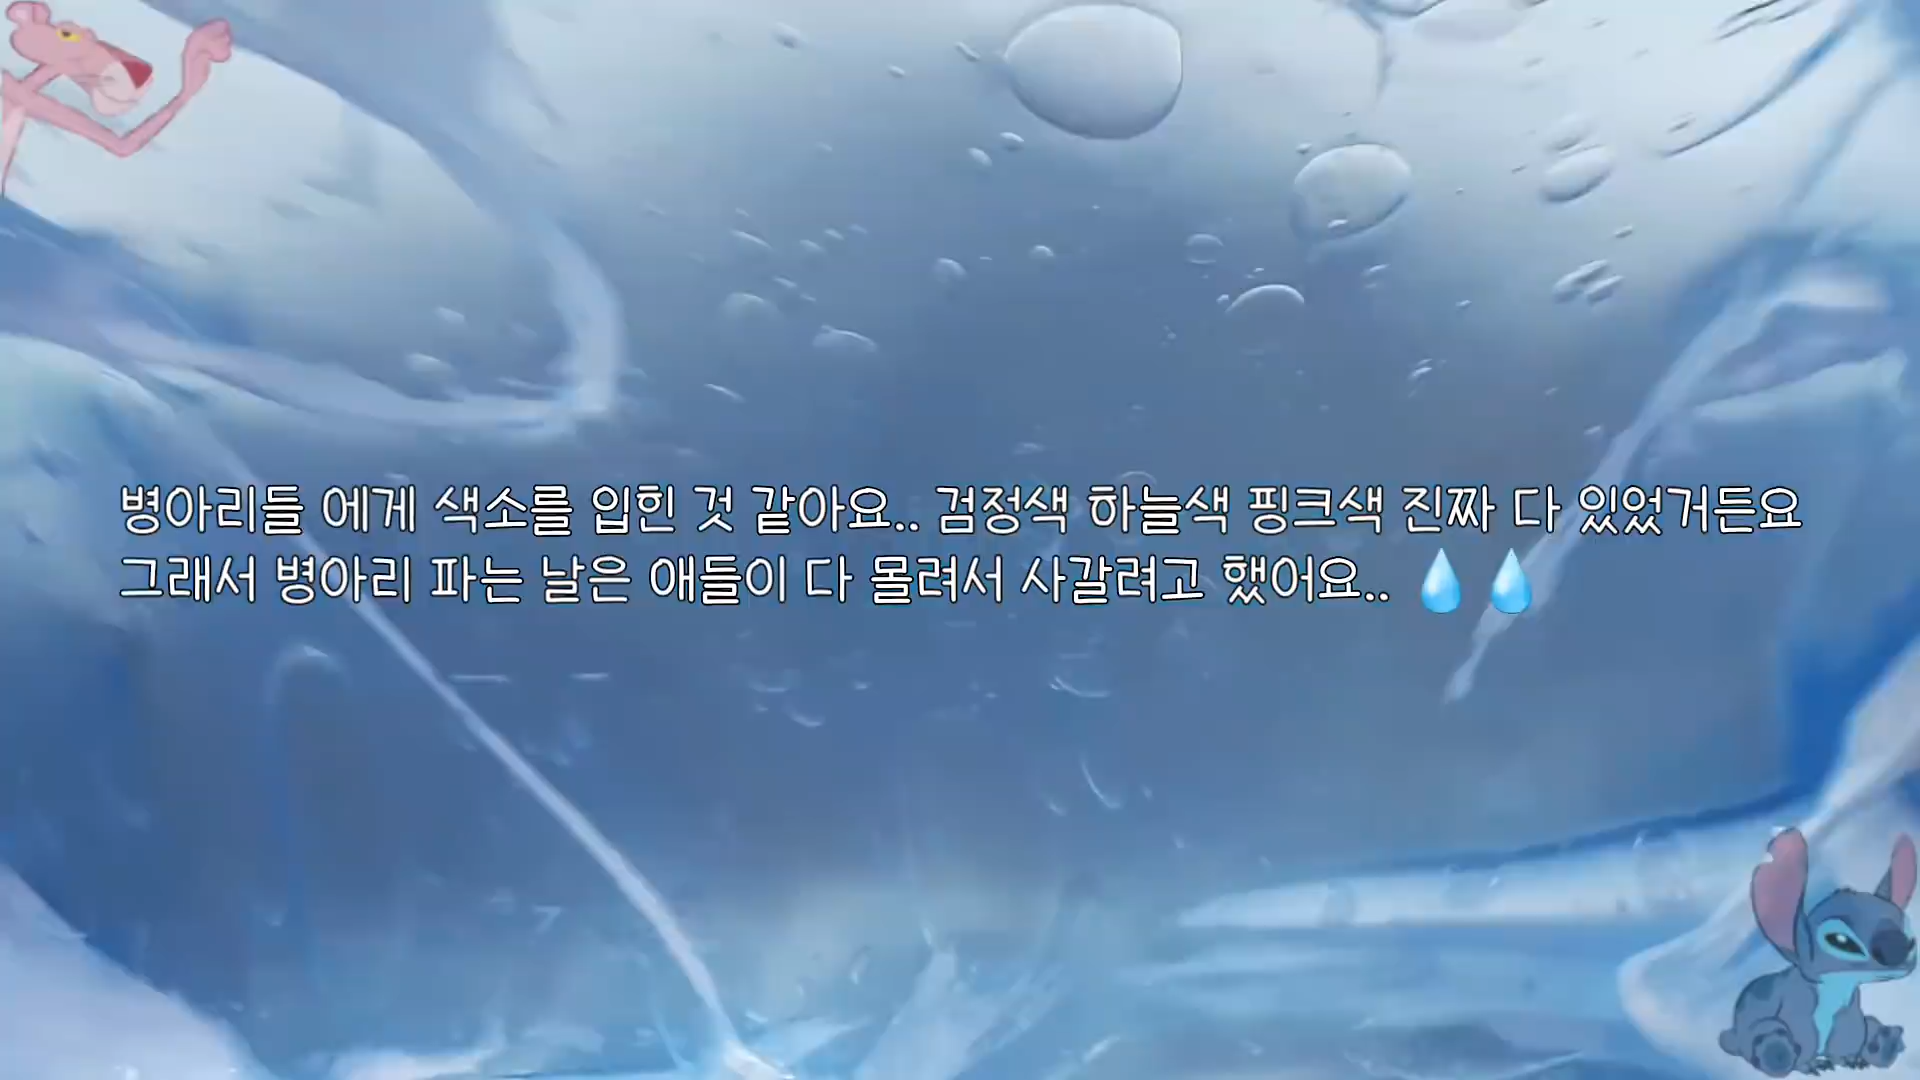 병아리들 에게 색소를 입힌 것 같아요.. 검정색 하늘색 핑크색 진짜 다 있었거든요
그래서 병아리 파는 날은 애들이 다 몰려서 사갈려고 했어요.. 💧💧